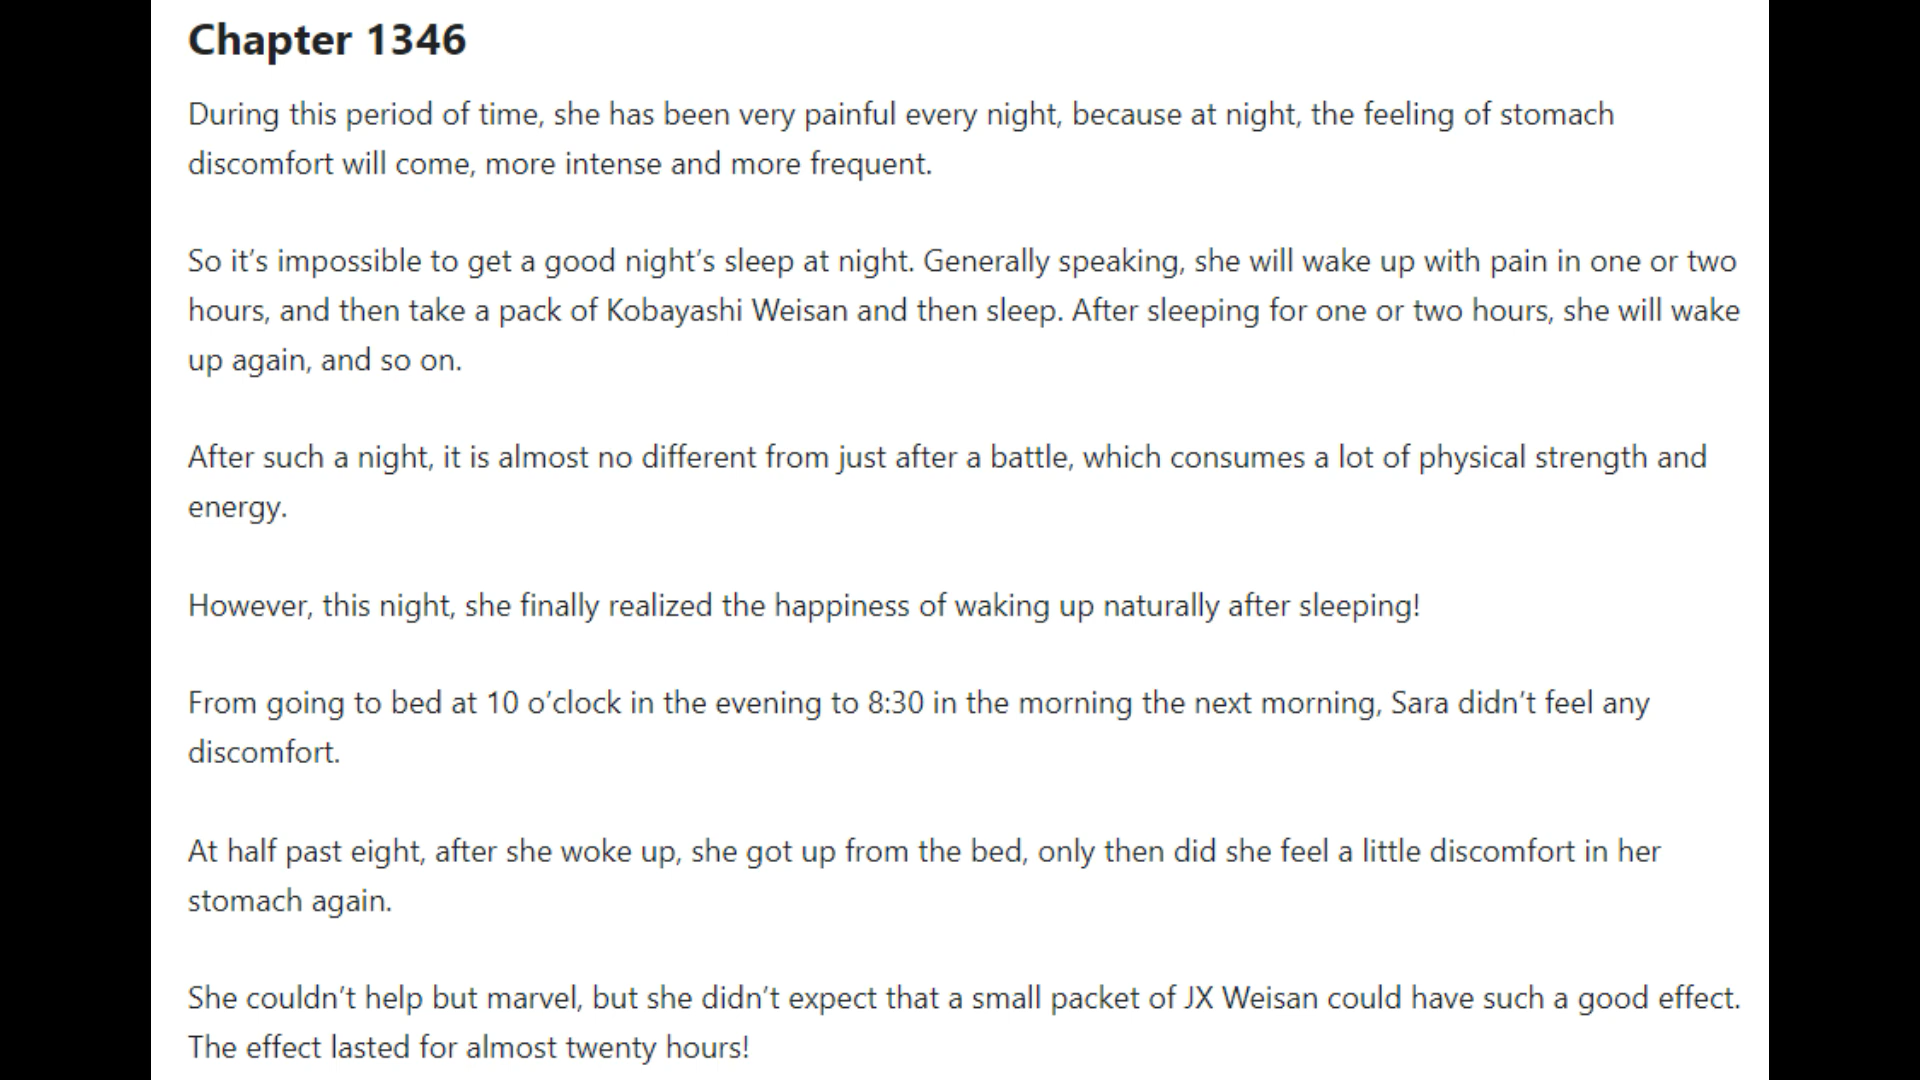 Chapter 1346
During this period of time, she has been very painful every night, because at night, the feeling of stomach
discomfort will come, more intense and more frequent.
So it’s impossible to get a good night’s sleep at night. Generally speaking, she will wake up with pain in one or two
hours, and then take a pack of Kobayashi Weisan and then sleep. After sleeping for one or two hours, she will wake
up again, and so on.
After such a night, it is almost no different from just after a battle, which consumes a lot of physical strength and
energy.
However, this night, she finally realized the happiness of waking up naturally after sleeping!
From going to bed at 10 o’clock in the evening to 8:30 in the morning the next morning, Sara didn’t feel any
discomfort.
At half past eight, after she woke up, she got up from the bed, only then did she feel a little discomfort in her
stomach again.
She couldn’t help but marvel, but she didn’t expect that a small packet of JX Weisan could have such a good effect.
The effect lasted for almost twenty hours!